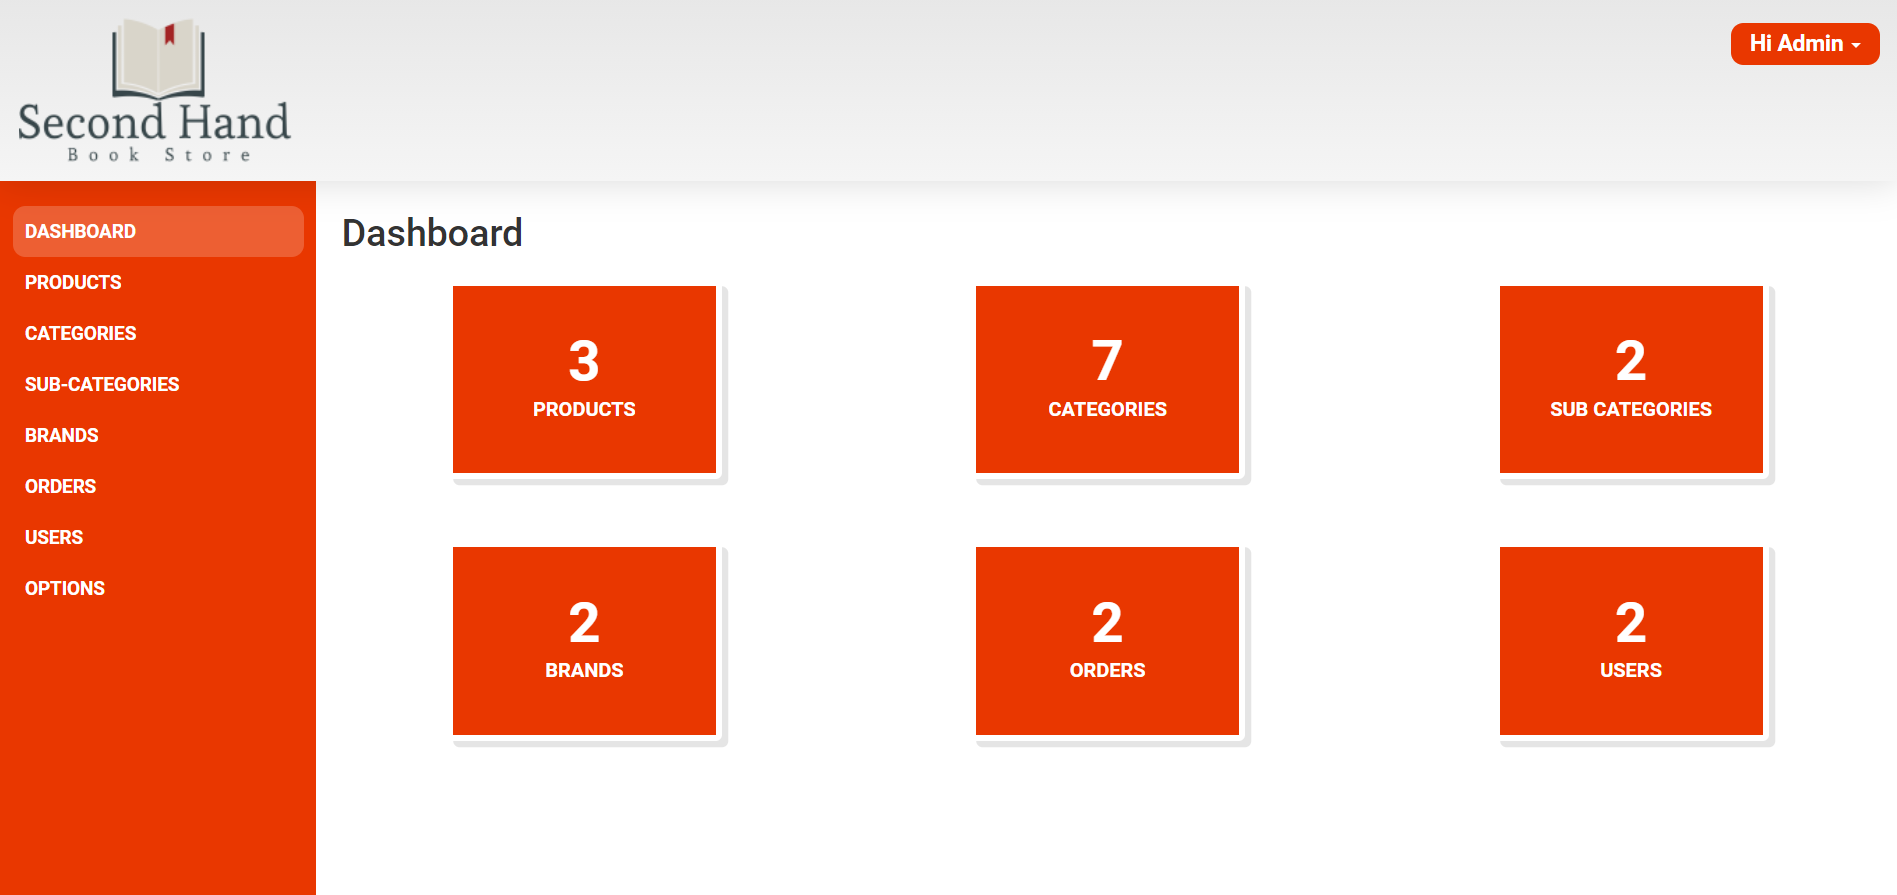 Second Hand
Book Store
Hi Admin
DASHBOARD
PRODUCTS
CATEGORIES
SUB-CATEGORIES
BRANDS
ORDERS
USERS
OPTIONS
Dashboard
3
PRODUCTS
7
CATEGORIES
2
SUB CATEGORIES
2
BRANDS
2
ORDERS
2
USERS